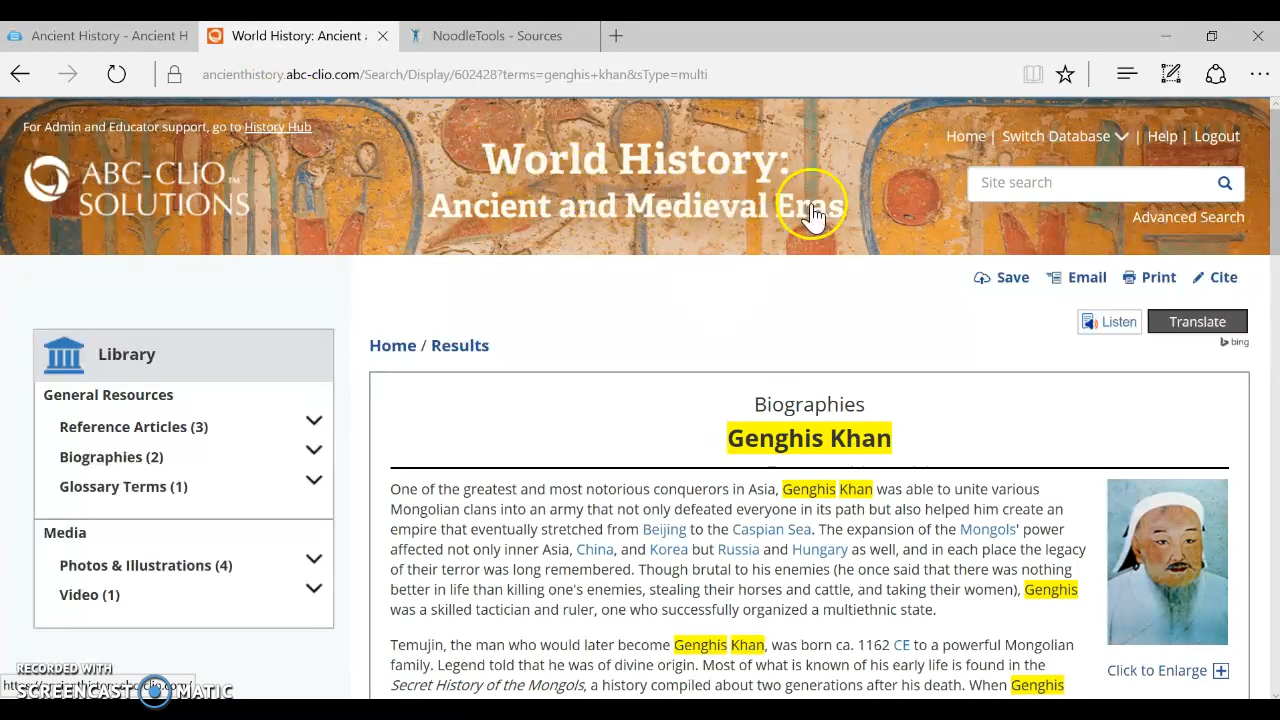 Ancient History - Ancient H
World History: Ancient a
NoodleTools - Sources
ancienthistory.abc-clio.com/Search/Display/602428?terms=genghis+khan&sType=multi
For Admin and Educator support, go to History Hub
Home | Switch Database | Help | Logout
ABC-CLIO
SOLUTIONS™
World History:
Ancient and Medieval Eras
Site search
Advanced Search
Save Email Print Cite
Listen Translate
bing
Library
General Resources
Reference Articles (3)
Biographies (2)
Glossary Terms (1)
Media
Photos & Illustrations (4)
Video (1)
Home / Results
Biographies
Genghis Khan
One of the greatest and most notorious conquerors in Asia, Genghis Khan was able to unite various
Mongolian clans into an army that not only defeated everyone in its path but also helped him create an
empire that eventually stretched from Beijing to the Caspian Sea. The expansion of the Mongols' power
affected not only inner Asia, China, and Korea but Russia and Hungary as well, and in each place the legacy
of their terror was long remembered. Though brutal to his enemies (he once said that there was nothing
better in life than killing one's enemies, stealing their horses and cattle, and taking their women), Genghis
was a skilled tactician and ruler, one who successfully organized a multiethnic state.
Temujin, the man who would later become Genghis Khan, was born ca. 1162 CE to a powerful Mongolian
family. Legend told that he was of divine origin. Most of what is known of his early life is found in the
Secret History of the Mongols, a history compiled about two generations after his death. When Genghis
Click to Enlarge
RECORDED WITH
SCREENCAST MATIC